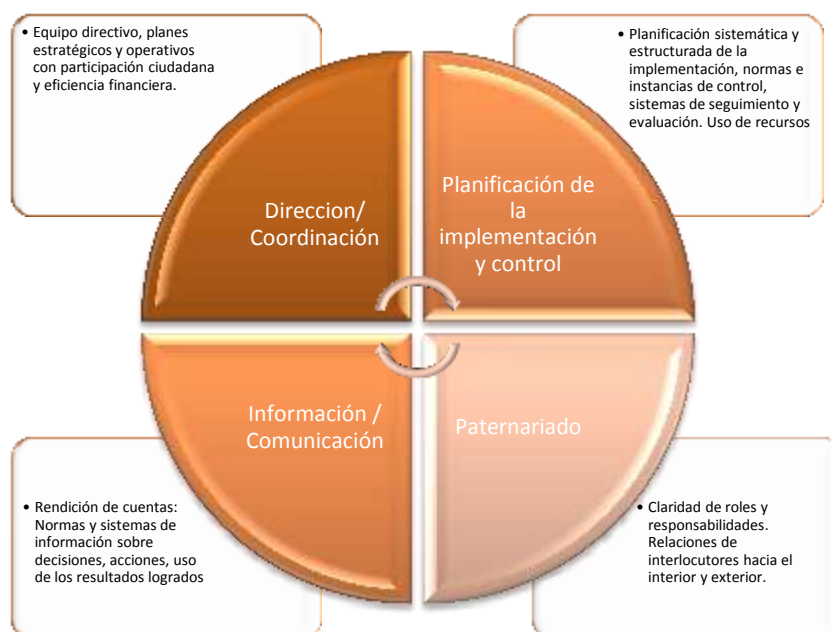 • Equipo directivo, planes
estratégicos y operativos
con participación ciudadana
y eficiencia financiera.
• Planificación sistemática y
estructurada de la
implementación, normas e
instancias de control,
sistemas de seguimiento y
evaluación. Uso de recursos
Direccion/
Coordinación
Planificación de
la
implementación
y control
Información /
Comunicación
Paternariado
• Rendición de cuentas:
Normas y sistemas de
información sobre
decisiones, acciones, uso
de los resultados logrados
• Claridad de roles y
responsabilidades.
Relaciones de
interlocutores hacia el
interior y exterior.